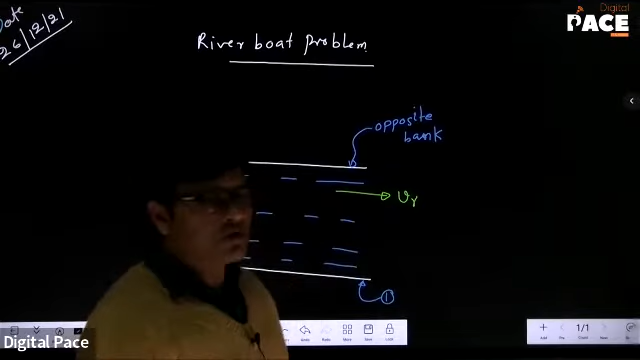 Date
26/12/21
River boat problem
Digital
PACE
opposite
bank
vr
①
1/1
Digital Pace